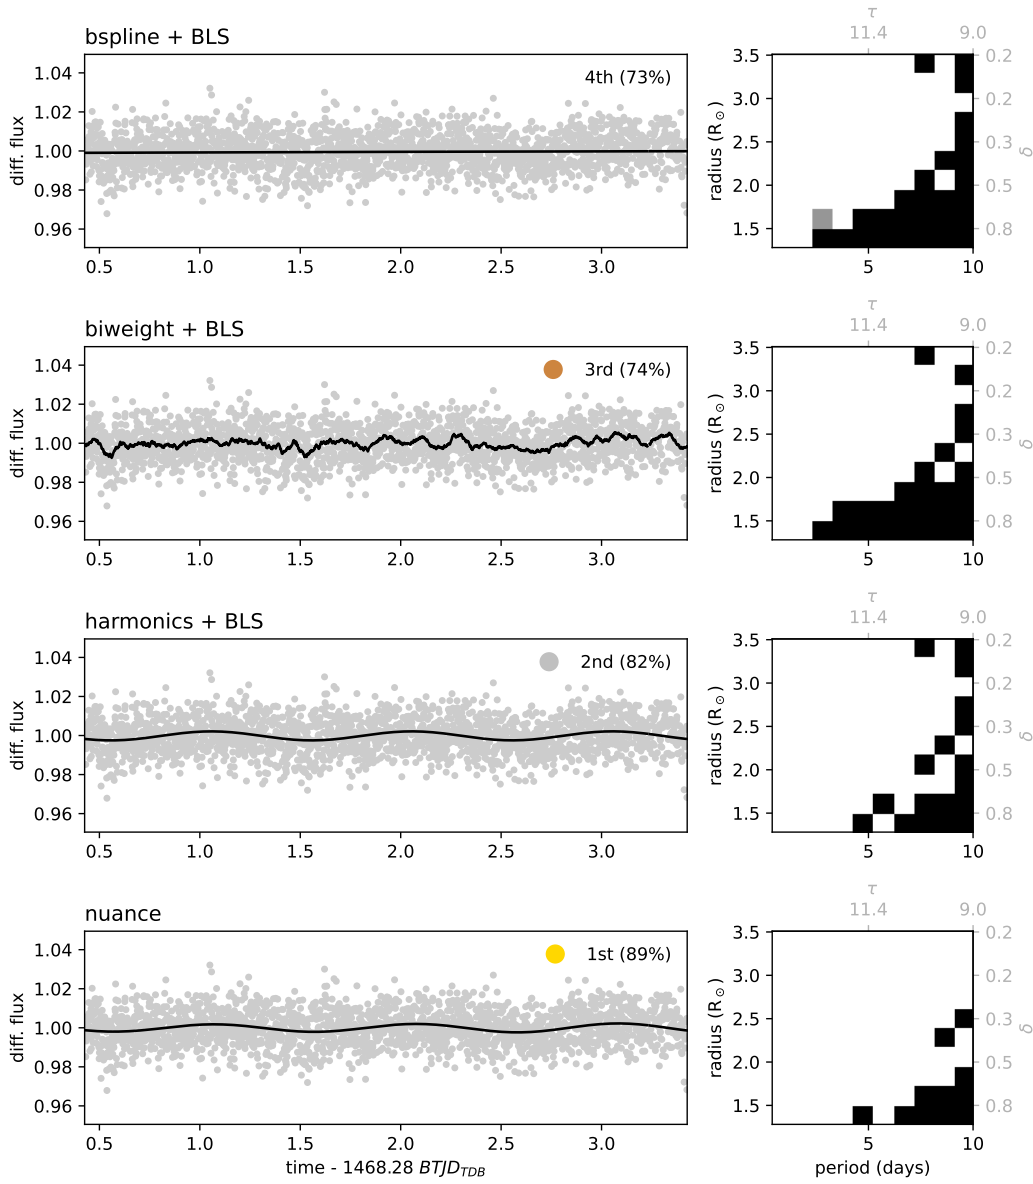 bspline + BLS
4th (73%)
diff. flux
1.04
1.02
1.00
0.98
0.96
0.5 1.0 1.5 2.0 2.5 3.0
τ
11.4 9.0
radius (R⊙)
3.5
3.0
2.5
2.0
1.5
0.2
0.2
0.3
0.5
0.8
δ
5 10
biweight + BLS
3rd (74%)
diff. flux
1.04
1.02
1.00
0.98
0.96
0.5 1.0 1.5 2.0 2.5 3.0
τ
11.4 9.0
radius (R⊙)
3.5
3.0
2.5
2.0
1.5
0.2
0.2
0.3
0.5
0.8
δ
5 10
harmonics + BLS
2nd (82%)
diff. flux
1.04
1.02
1.00
0.98
0.96
0.5 1.0 1.5 2.0 2.5 3.0
τ
11.4 9.0
radius (R⊙)
3.5
3.0
2.5
2.0
1.5
0.2
0.2
0.3
0.5
0.8
δ
5 10
nuance
1st (89%)
diff. flux
1.04
1.02
1.00
0.98
0.96
0.5 1.0 1.5 2.0 2.5 3.0
time - 1468.28 BTJD_TDB
τ
11.4 9.0
radius (R⊙)
3.5
3.0
2.5
2.0
1.5
0.2
0.2
0.3
0.5
0.8
δ
5 10
period (days)